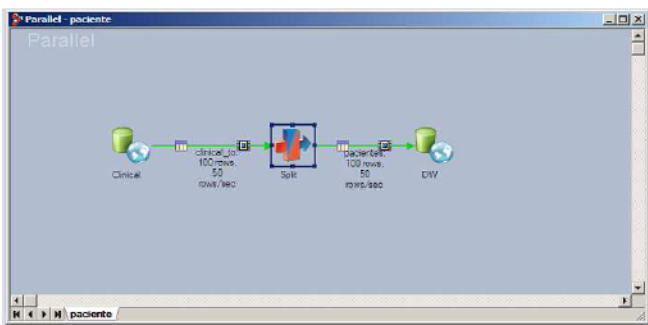 Parallel - paciente
Parallel
clinical_to.
100 rows,
50
rows/sec
pacientes,
100 rows,
50
rows/sec
Clinical
Split
DW
paciente